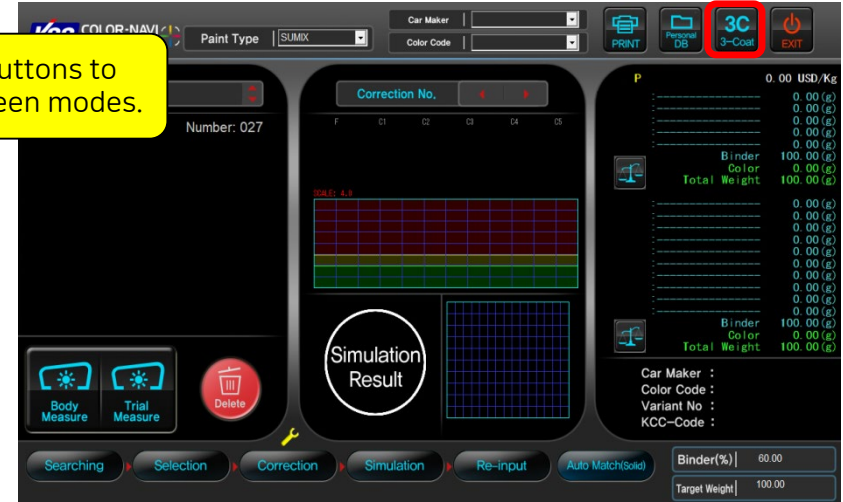 COLOR-NAVI
Paint Type SUMIX
Car Maker
Color Code
PRINT
Personal DB
3C
3-Coat
EXIT
uttons to
een modes.
Number: 027
Correction No.
F C1 C2 C3 C4 C5
SCALE: 4.0
Simulation
Result
P 0.00 USD/Kg
: 0.00(g)
: 0.00(g)
: 0.00(g)
: 0.00(g)
: 0.00(g)
Binder 100.00(g)
Color 0.00(g)
Total Weight 100.00(g)
: 0.00(g)
: 0.00(g)
: 0.00(g)
: 0.00(g)
: 0.00(g)
: 0.00(g)
: 0.00(g)
: 0.00(g)
: 0.00(g)
: 0.00(g)
Binder 100.00(g)
Color 0.00(g)
Total Weight 100.00(g)
Car Maker :
Color Code :
Variant No :
KCC-Code :
Body
Measure
Trial
Measure
Delete
Searching
Selection
Correction
Simulation
Re-input
Auto Match(Solid)
Binder(%) 60.00
Target Weight 100.00